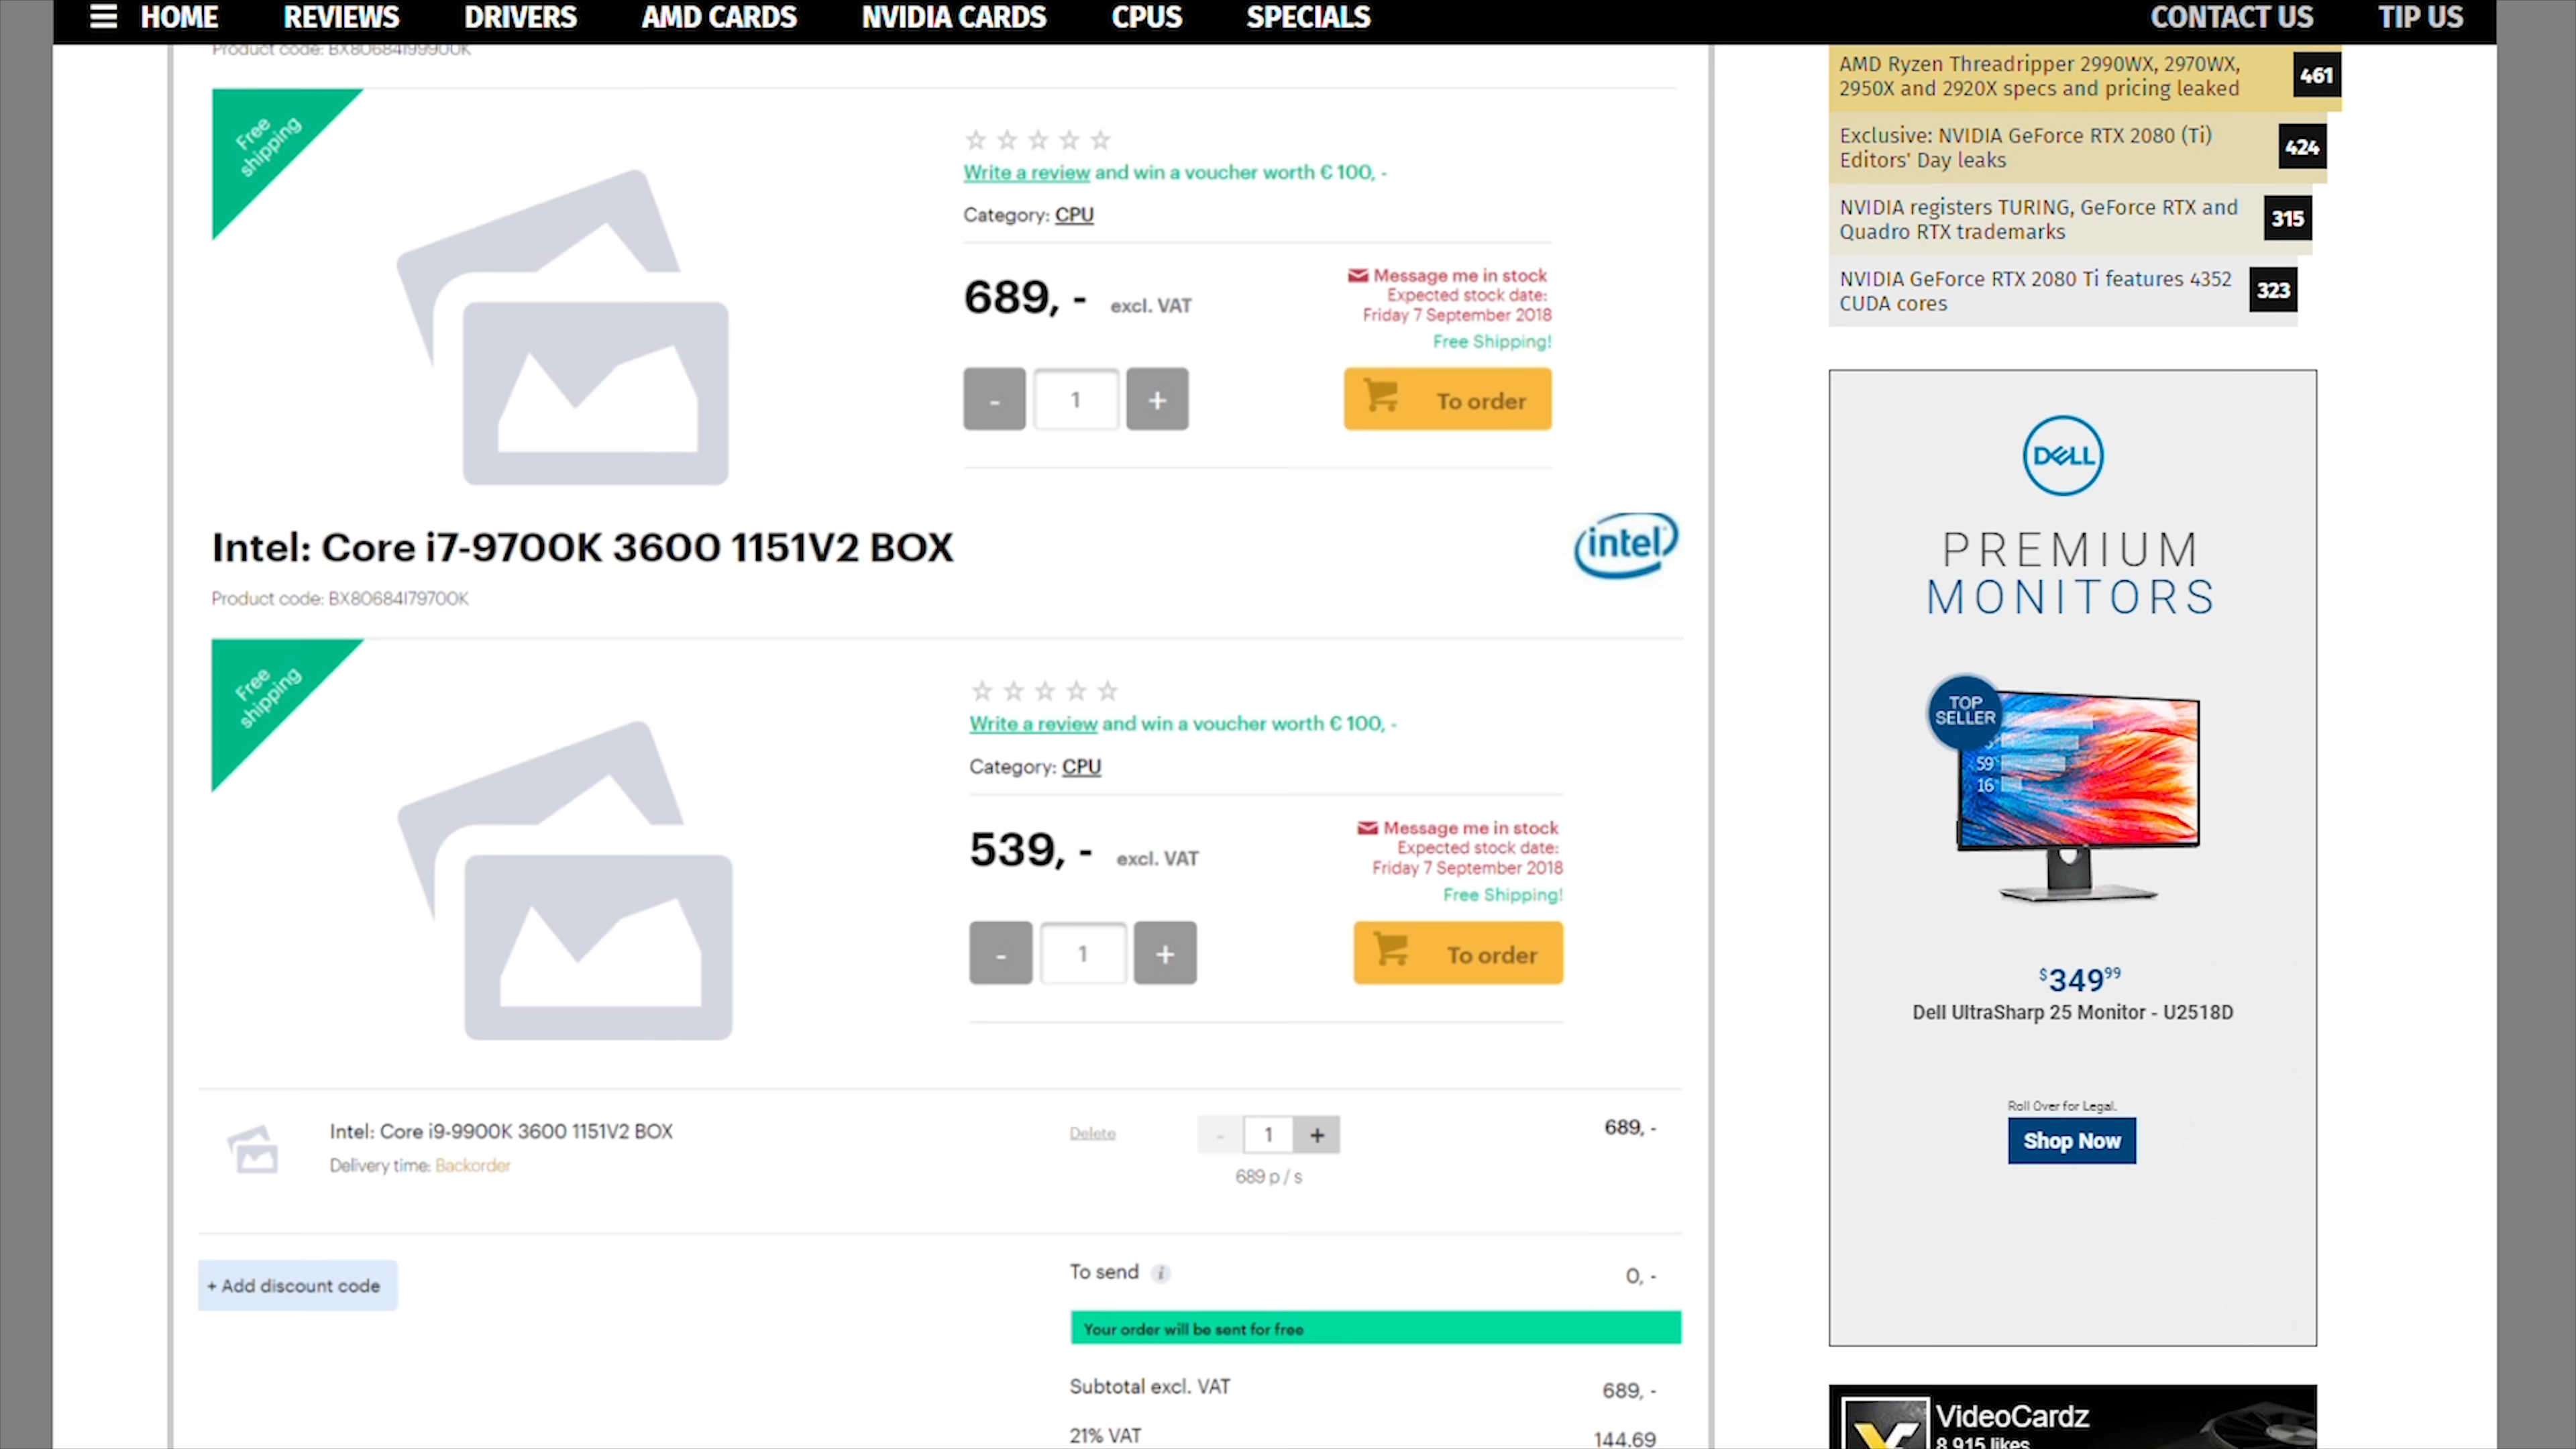 HOME REVIEWS DRIVERS AMD CARDS NVIDIA CARDS CPUS SPECIALS CONTACT US TIP US
Product code: BX80684I99900K
Free
shipping
Write a review and win a voucher worth € 100, -
Category: CPU
689, - excl. VAT
Message me in stock
Expected stock date:
Friday 7 September 2018
Free Shipping!
- 1 +
To order
Intel: Core i7-9700K 3600 1151V2 BOX
intel
Product code: BX80684I79700K
Free
shipping
Write a review and win a voucher worth € 100, -
Category: CPU
539, - excl. VAT
Message me in stock
Expected stock date:
Friday 7 September 2018
Free Shipping!
- 1 +
To order
Intel: Core i9-9900K 3600 1151V2 BOX
Delivery time: Backorder
Delete
- 1 +
689 p / s
689, -
+ Add discount code
To send i
0, -
Your order will be sent for free
Subtotal excl. VAT
689, -
21% VAT
144.69
AMD Ryzen Threadripper 2990WX, 2970WX,
2950X and 2920X specs and pricing leaked
461
Exclusive: NVIDIA GeForce RTX 2080 (Ti)
Editors' Day leaks
424
NVIDIA registers TURING, GeForce RTX and
Quadro RTX trademarks
315
NVIDIA GeForce RTX 2080 Ti features 4352
CUDA cores
323
DELL
PREMIUM
MONITORS
TOP
SELLER
59°
16°
$349 99
Dell UltraSharp 25 Monitor - U2518D
Roll Over for Legal.
Shop Now
VideoCardz
8,915 likes